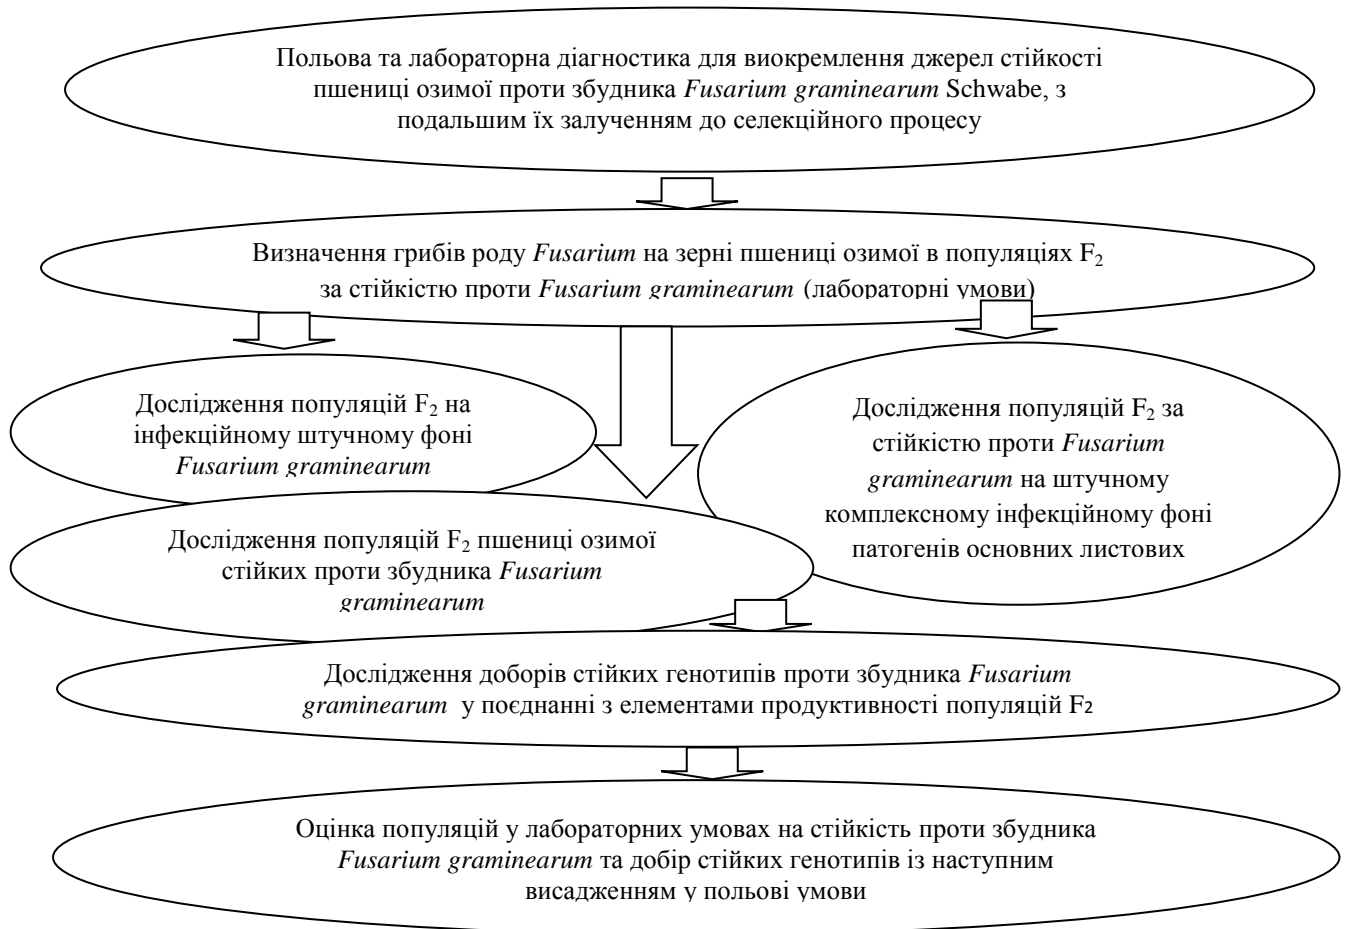 Польова та лабораторна діагностика для виокремлення джерел стійкості
пшениці озимої проти збудника Fusarium graminearum Schwabe, з
подальшим їх залученням до селекційного процесу
Визначення грибів роду Fusarium на зерні пшениці озимої в популяціях F₂
за стійкістю проти Fusarium graminearum (лабораторні умови)
Дослідження популяцій F₂ на
інфекційному штучному фоні
Fusarium graminearum
Дослідження популяцій F₂ за
стійкістю проти Fusarium
graminearum на штучному
комплексному інфекційному фоні
патогенів основних листових
Дослідження популяцій F₂ пшениці озимої
стійких проти збудника Fusarium
graminearum
Дослідження доборів стійких генотипів проти збудника Fusarium
graminearum у поєднанні з елементами продуктивності популяцій F₂
Оцінка популяцій у лабораторних умовах на стійкість проти збудника
Fusarium graminearum та добір стійких генотипів із наступним
висадженням у польові умови